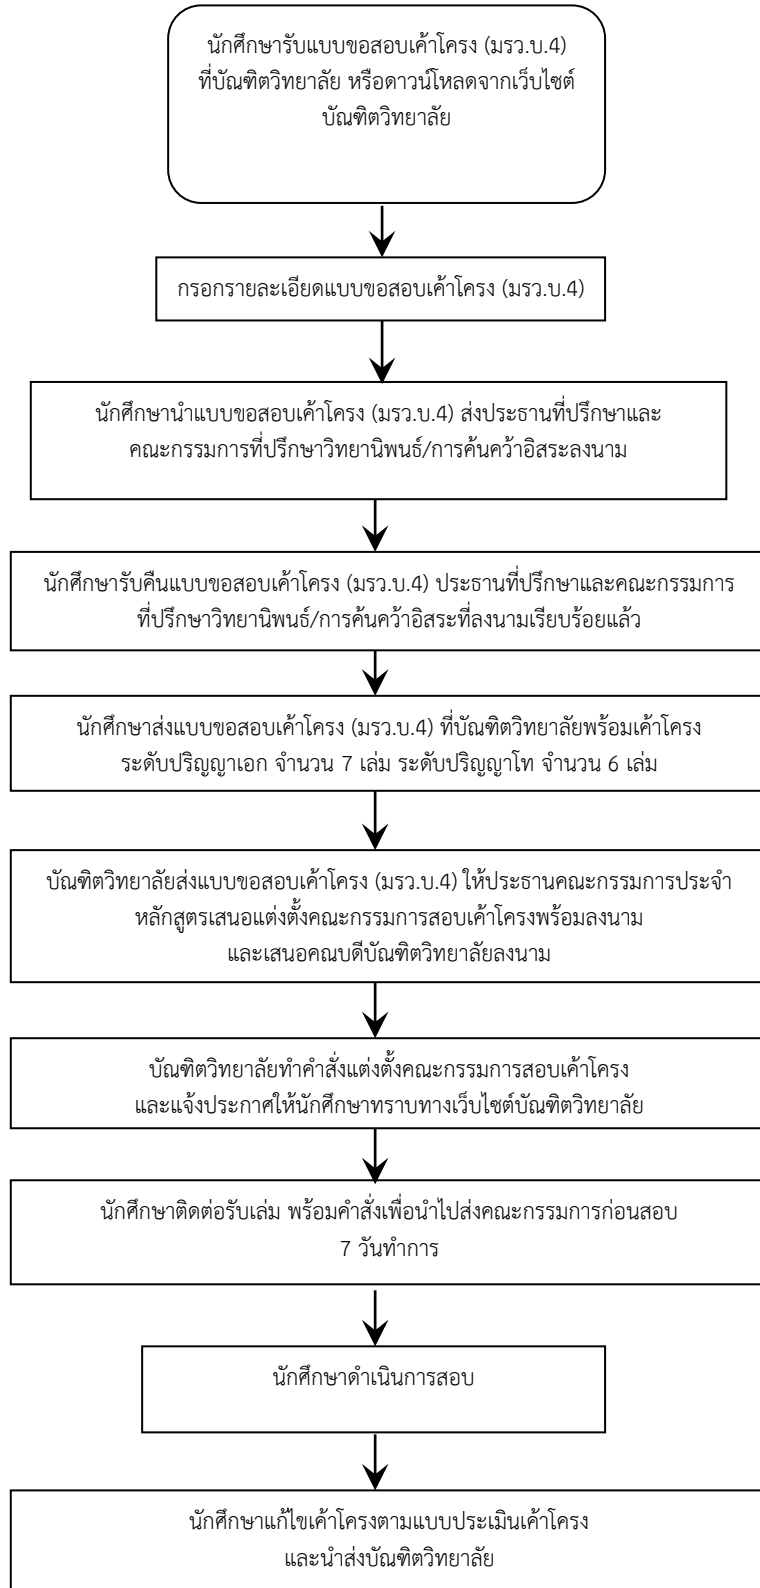 นักศึกษารับแบบขอสอบเค้าโครง (มรว.บ.4)
ที่บัณฑิตวิทยาลัย หรือดาวน์โหลดจากเว็บไซต์
บัณฑิตวิทยาลัย
กรอกรายละเอียดแบบขอสอบเค้าโครง (มรว.บ.4)
นักศึกษานำแบบขอสอบเค้าโครง (มรว.บ.4) ส่งประธานที่ปรึกษาและ
คณะกรรมการที่ปรึกษาวิทยานิพนธ์/การค้นคว้าอิสระลงนาม
นักศึกษารับคืนแบบขอสอบเค้าโครง (มรว.บ.4) ประธานที่ปรึกษาและคณะกรรมการ
ที่ปรึกษาวิทยานิพนธ์/การค้นคว้าอิสระที่ลงนามเรียบร้อยแล้ว
นักศึกษาส่งแบบขอสอบเค้าโครง (มรว.บ.4) ที่บัณฑิตวิทยาลัยพร้อมเค้าโครง
ระดับปริญญาเอก จำนวน 7 เล่ม ระดับปริญญาโท จำนวน 6 เล่ม
บัณฑิตวิทยาลัยส่งแบบขอสอบเค้าโครง (มรว.บ.4) ให้ประธานคณะกรรมการประจำ
หลักสูตรเสนอแต่งตั้งคณะกรรมการสอบเค้าโครงพร้อมลงนาม
และเสนอคณบดีบัณฑิตวิทยาลัยลงนาม
บัณฑิตวิทยาลัยทำคำสั่งแต่งตั้งคณะกรรมการสอบเค้าโครง
และแจ้งประกาศให้นักศึกษาทราบทางเว็บไซต์บัณฑิตวิทยาลัย
นักศึกษาติดต่อรับเล่ม พร้อมคำสั่งเพื่อนำไปส่งคณะกรรมการก่อนสอบ
7 วันทำการ
นักศึกษาดำเนินการสอบ
นักศึกษาแก้ไขเค้าโครงตามแบบประเมินเค้าโครง
และนำส่งบัณฑิตวิทยาลัย